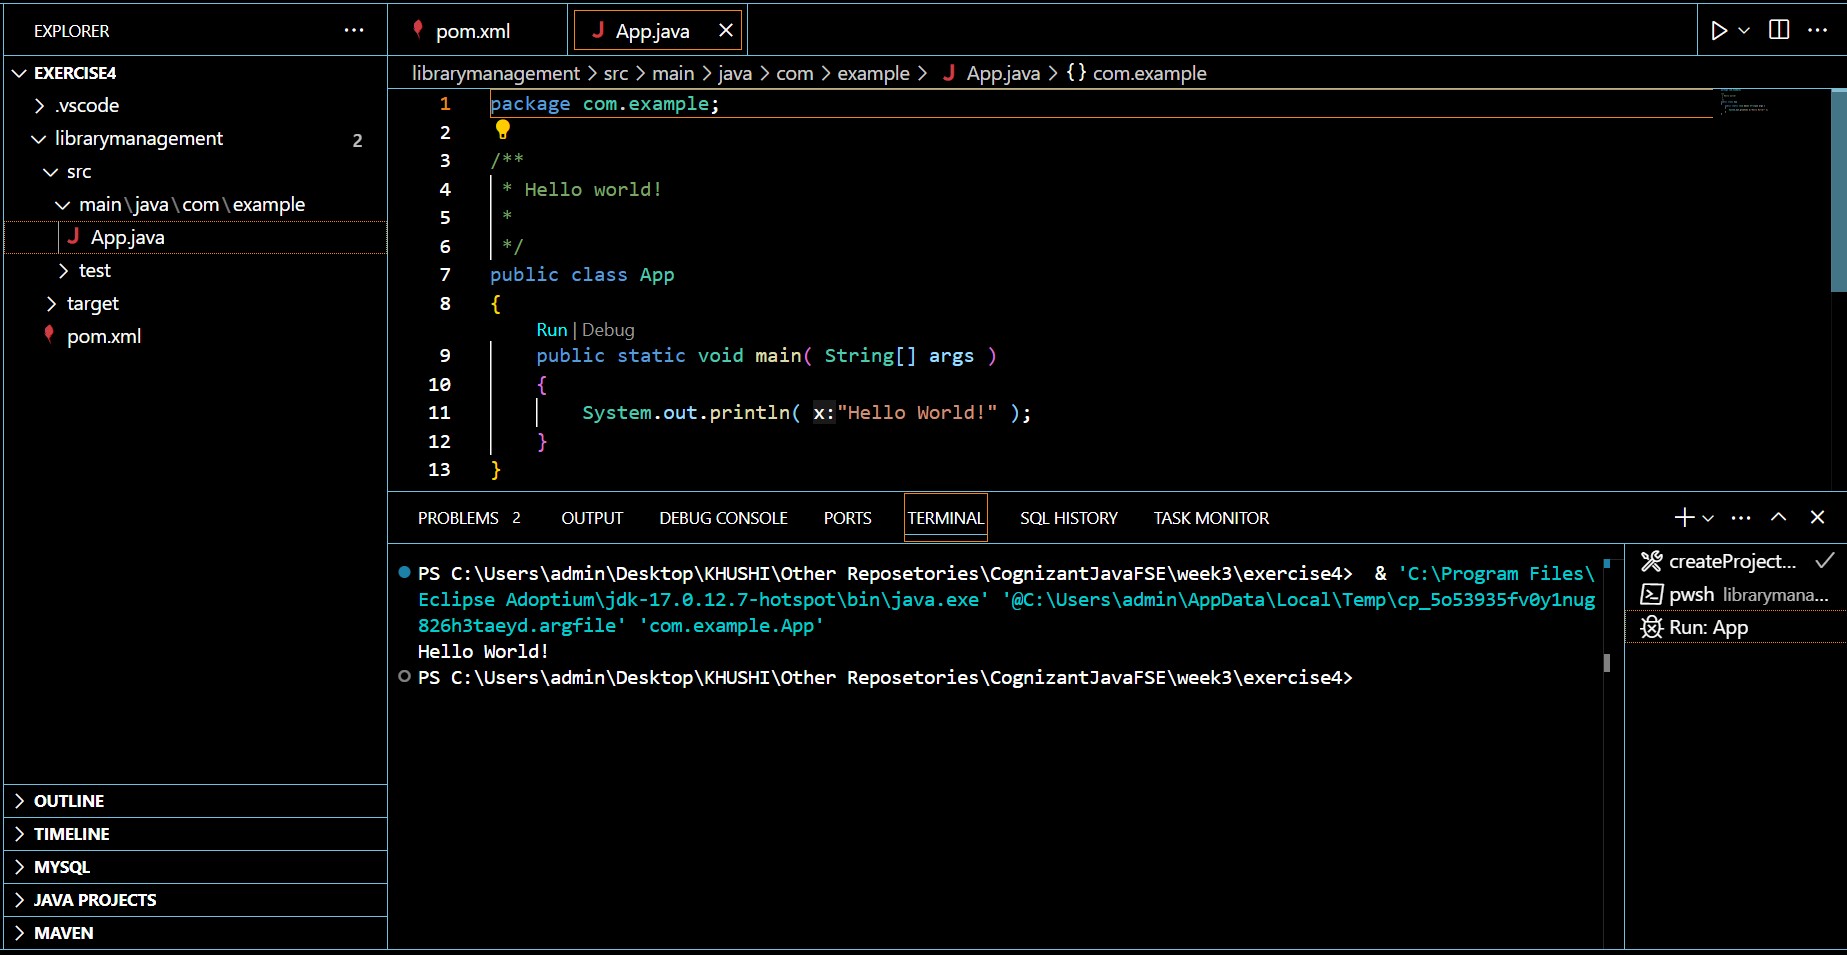 EXPLORER
EXERCISE4
.vscode
librarymanagement 2
src
main\java\com\example
App.java
test
target
pom.xml
OUTLINE
TIMELINE
MYSQL
JAVA PROJECTS
MAVEN
pom.xml
App.java
librarymanagement > src > main > java > com > example > App.java > {} com.example
1 package com.example;
2
3 /**
4 * Hello world!
5 *
6 */
7 public class App
8 {
Run | Debug
9 public static void main( String[] args )
10 {
11 System.out.println( x:"Hello World!" );
12 }
13 }
PROBLEMS 2 OUTPUT DEBUG CONSOLE PORTS TERMINAL SQL HISTORY TASK MONITOR
PS C:\Users\admin\Desktop\KHUSHI\Other Reposetories\CognizantJavaFSE\week3\exercise4> & 'C:\Program Files\
Eclipse Adoptium\jdk-17.0.12.7-hotspot\bin\java.exe' '@C:\Users\admin\AppData\Local\Temp\cp_5o53935fv0y1nug
826h3taeyd.argfile' 'com.example.App'
Hello World!
PS C:\Users\admin\Desktop\KHUSHI\Other Reposetories\CognizantJavaFSE\week3\exercise4>
createProject...
pwsh librarymana...
Run: App